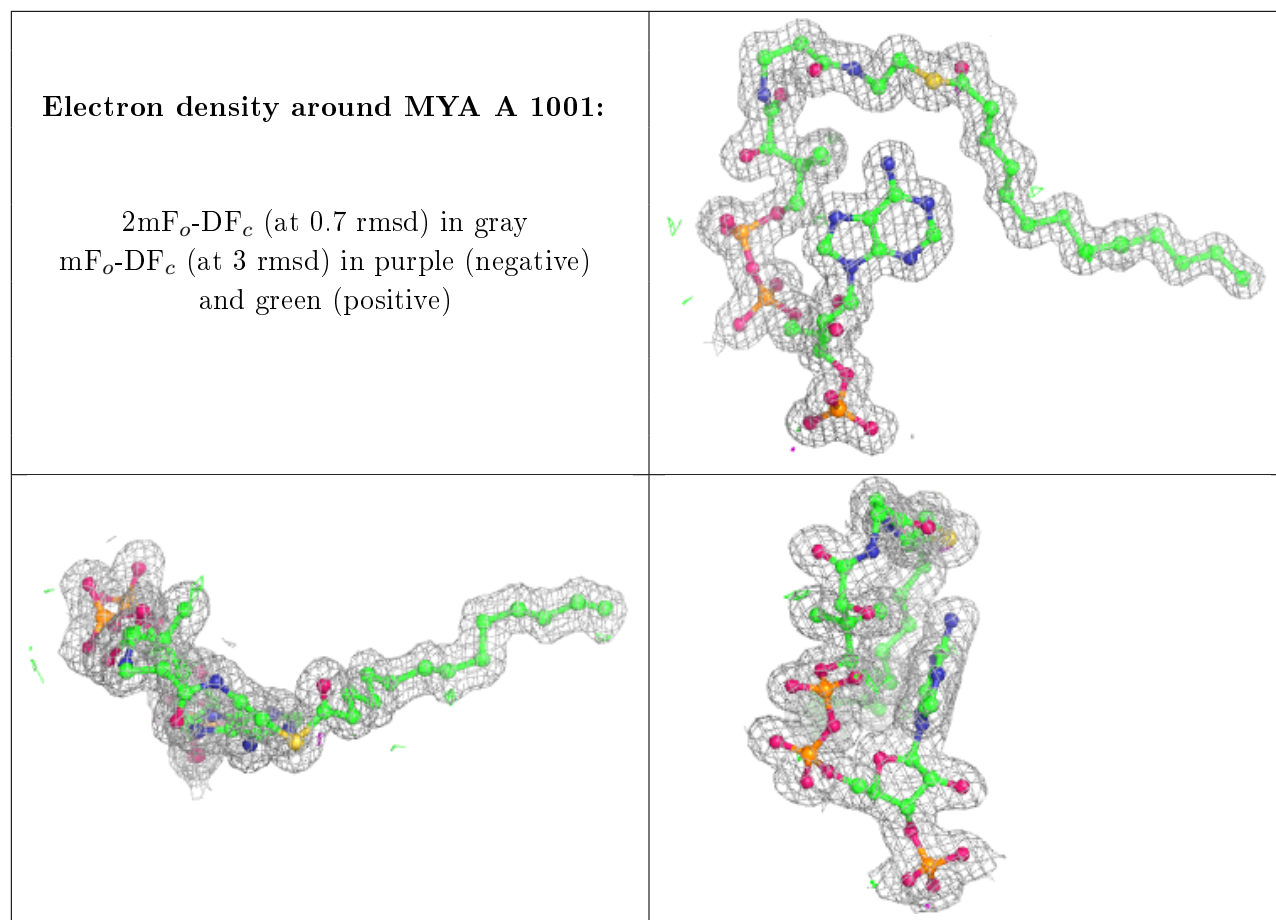 Electron density around MYA A 1001:
2mFₒ-DF𝒸 (at 0.7 rmsd) in gray
mFₒ-DF𝒸 (at 3 rmsd) in purple (negative)
and green (positive)